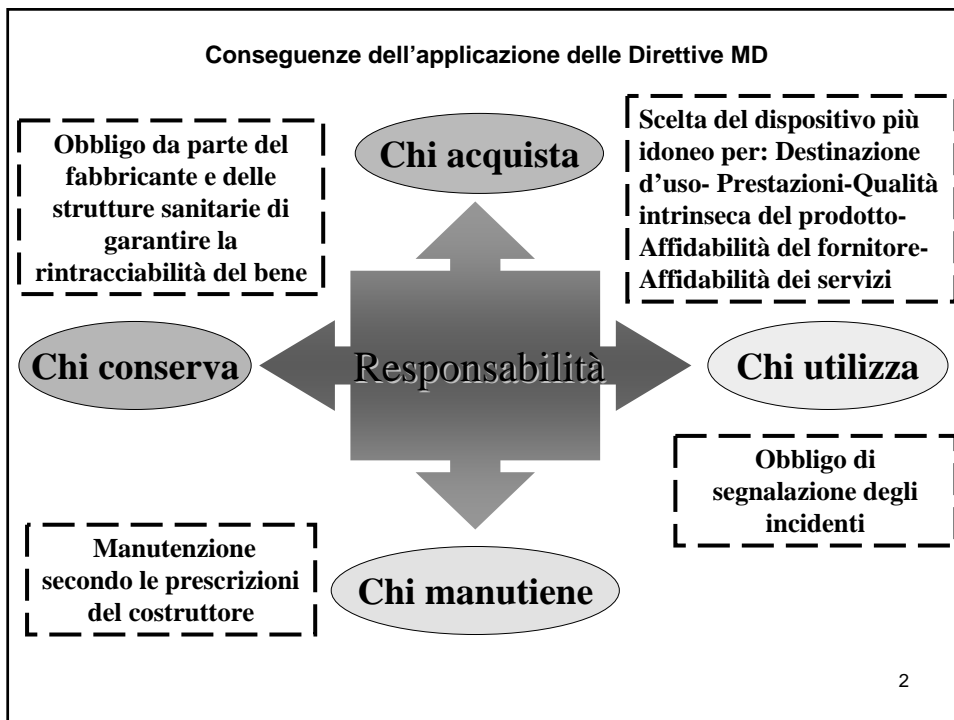 Conseguenze dell'applicazione delle Direttive MD
Obbligo da parte del
fabbricante e delle
strutture sanitarie di
garantire la
rintracciabilità del bene
Chi acquista
Scelta del dispositivo più
idoneo per: Destinazione
d'uso- Prestazioni-Qualità
intrinseca del prodotto-
Affidabilità del fornitore-
Affidabilità dei servizi
Chi conserva
Responsabilità
Chi utilizza
Obbligo di
segnalazione degli
incidenti
Manutenzione
secondo le prescrizioni
del costruttore
Chi manutiene
2